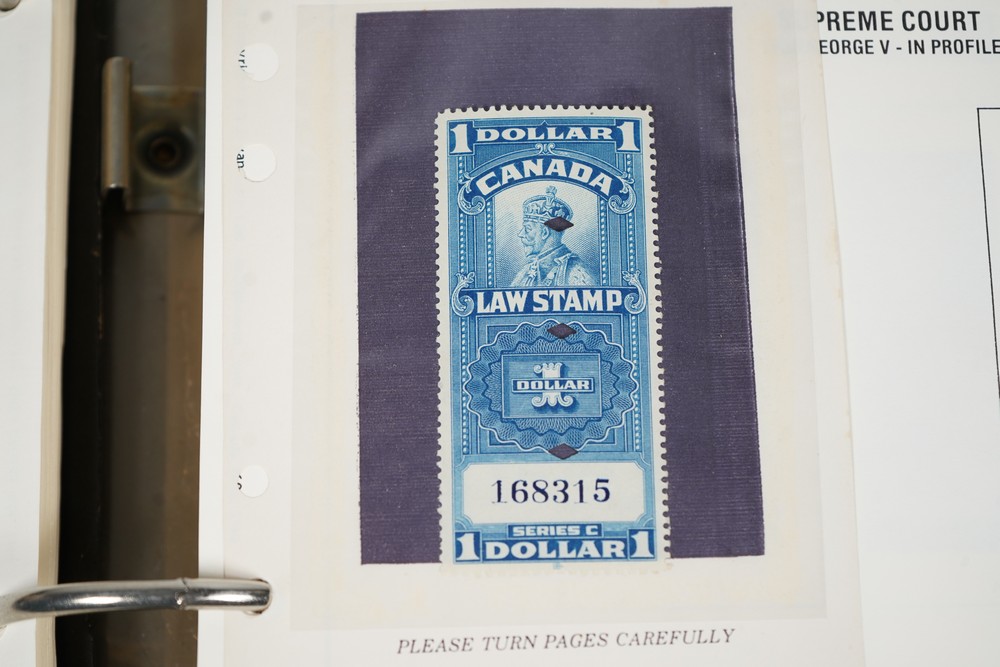 PREME COURT
EORGE V - IN PROFILE
1 DOLLAR 1
CANADA
LAW STAMP
1
DOLLAR
168315
SERIES C
1 DOLLAR 1
PLEASE TURN PAGES CAREFULLY